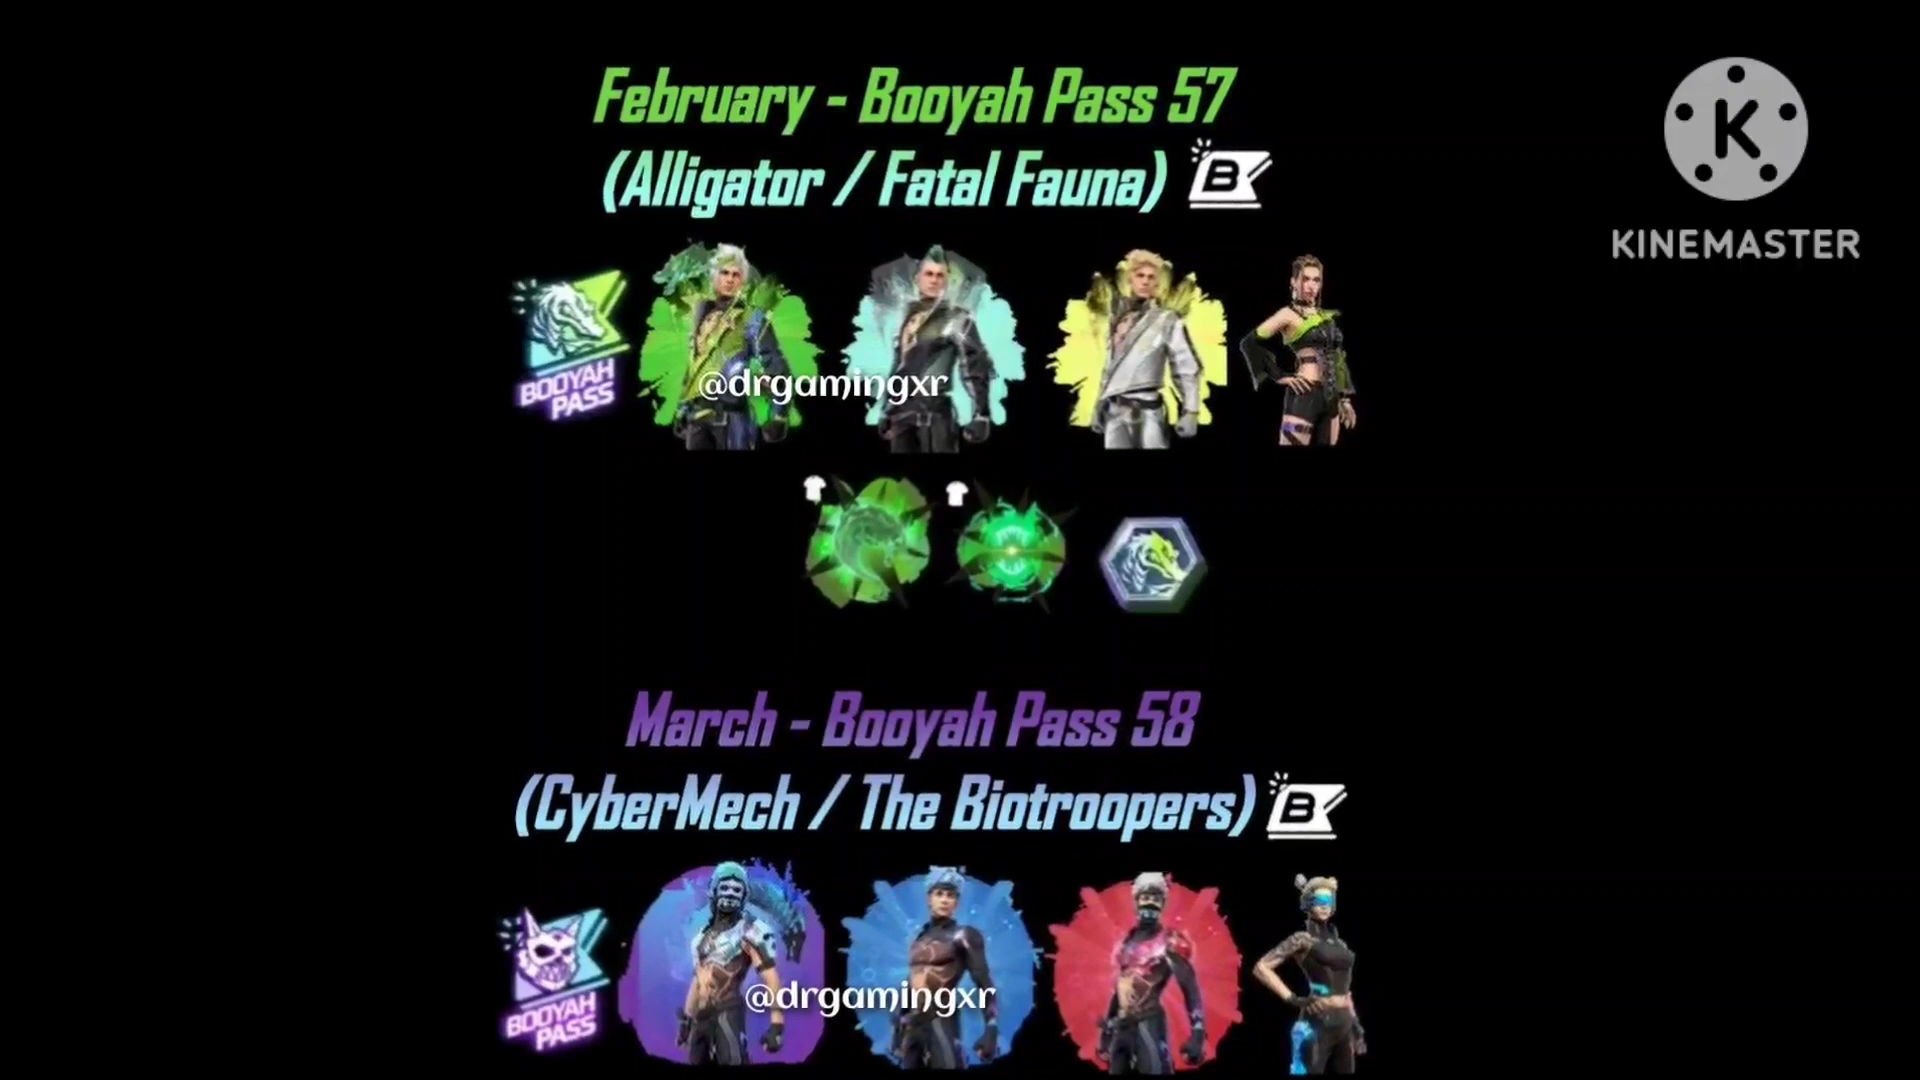 February - Booyah Pass 57
(Alligator / Fatal Fauna) B
K
KINEMASTER
BOOYAH
PASS
@drgamingxr
March - Booyah Pass 58
(CyberMech / The Biotroopers) B
BOOYAH
PASS
@drgamingxr